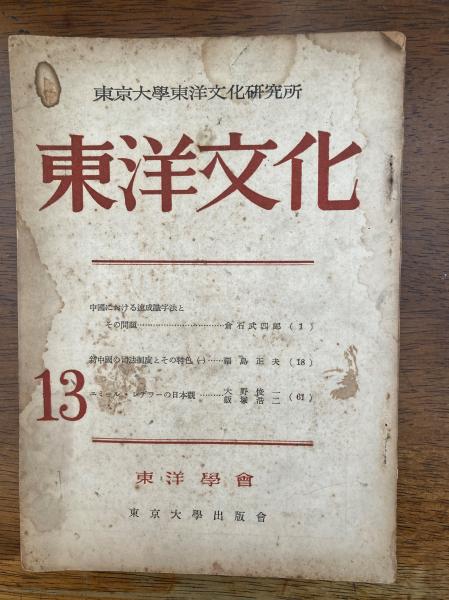 東京大學東洋文化研究所
東洋文化
中國における速成識字法と
その問題……………………………倉石武四郎（1）
新中國の司法制度とその特色㈠……福島正夫（18）
エミール・レデラーの日本觀………大野俊一
飯塚浩二（61）
13
東洋學會
東京大學出版會